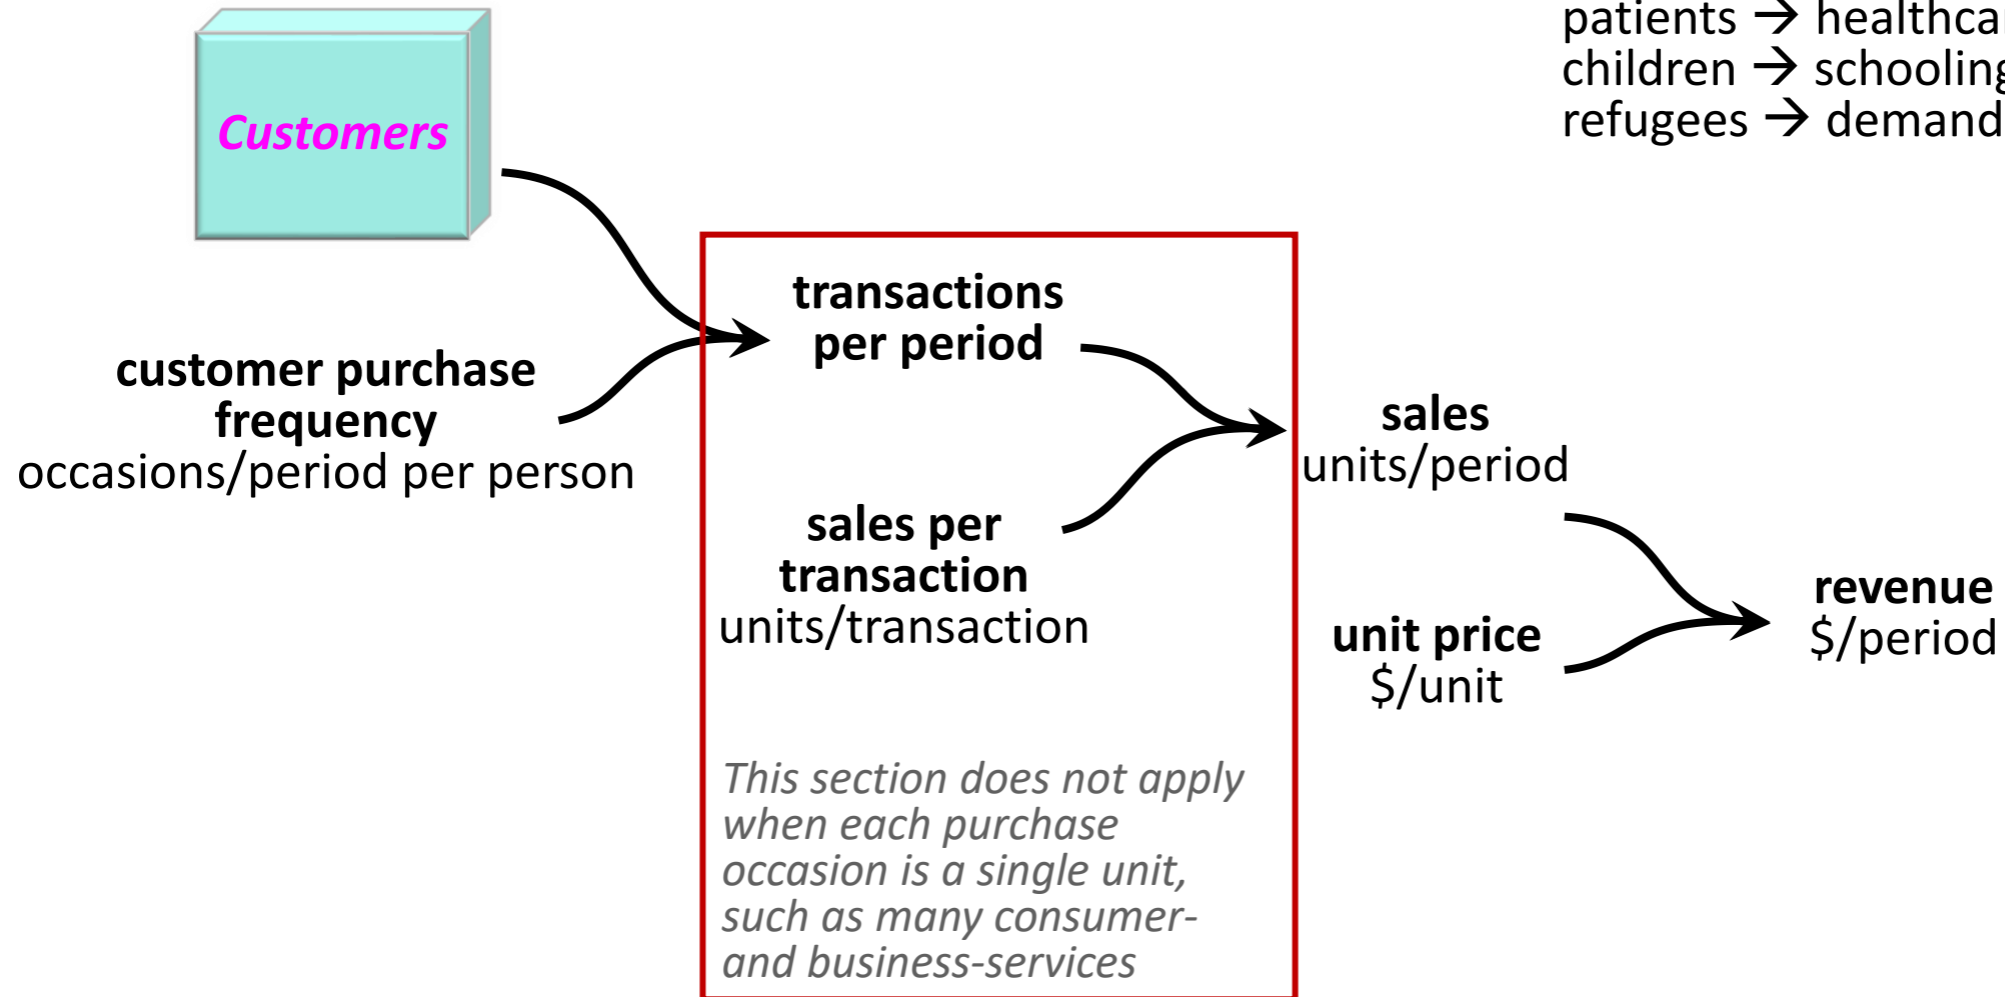 patients → healthcar
children → schooling
refugees → demand
Customers
transactions
per period
customer purchase
frequency
occasions/period per person
sales
units/period
sales per
transaction
units/transaction
unit price
$/unit
revenue
$/period
This section does not apply
when each purchase
occasion is a single unit,
such as many consumer-
and business-services